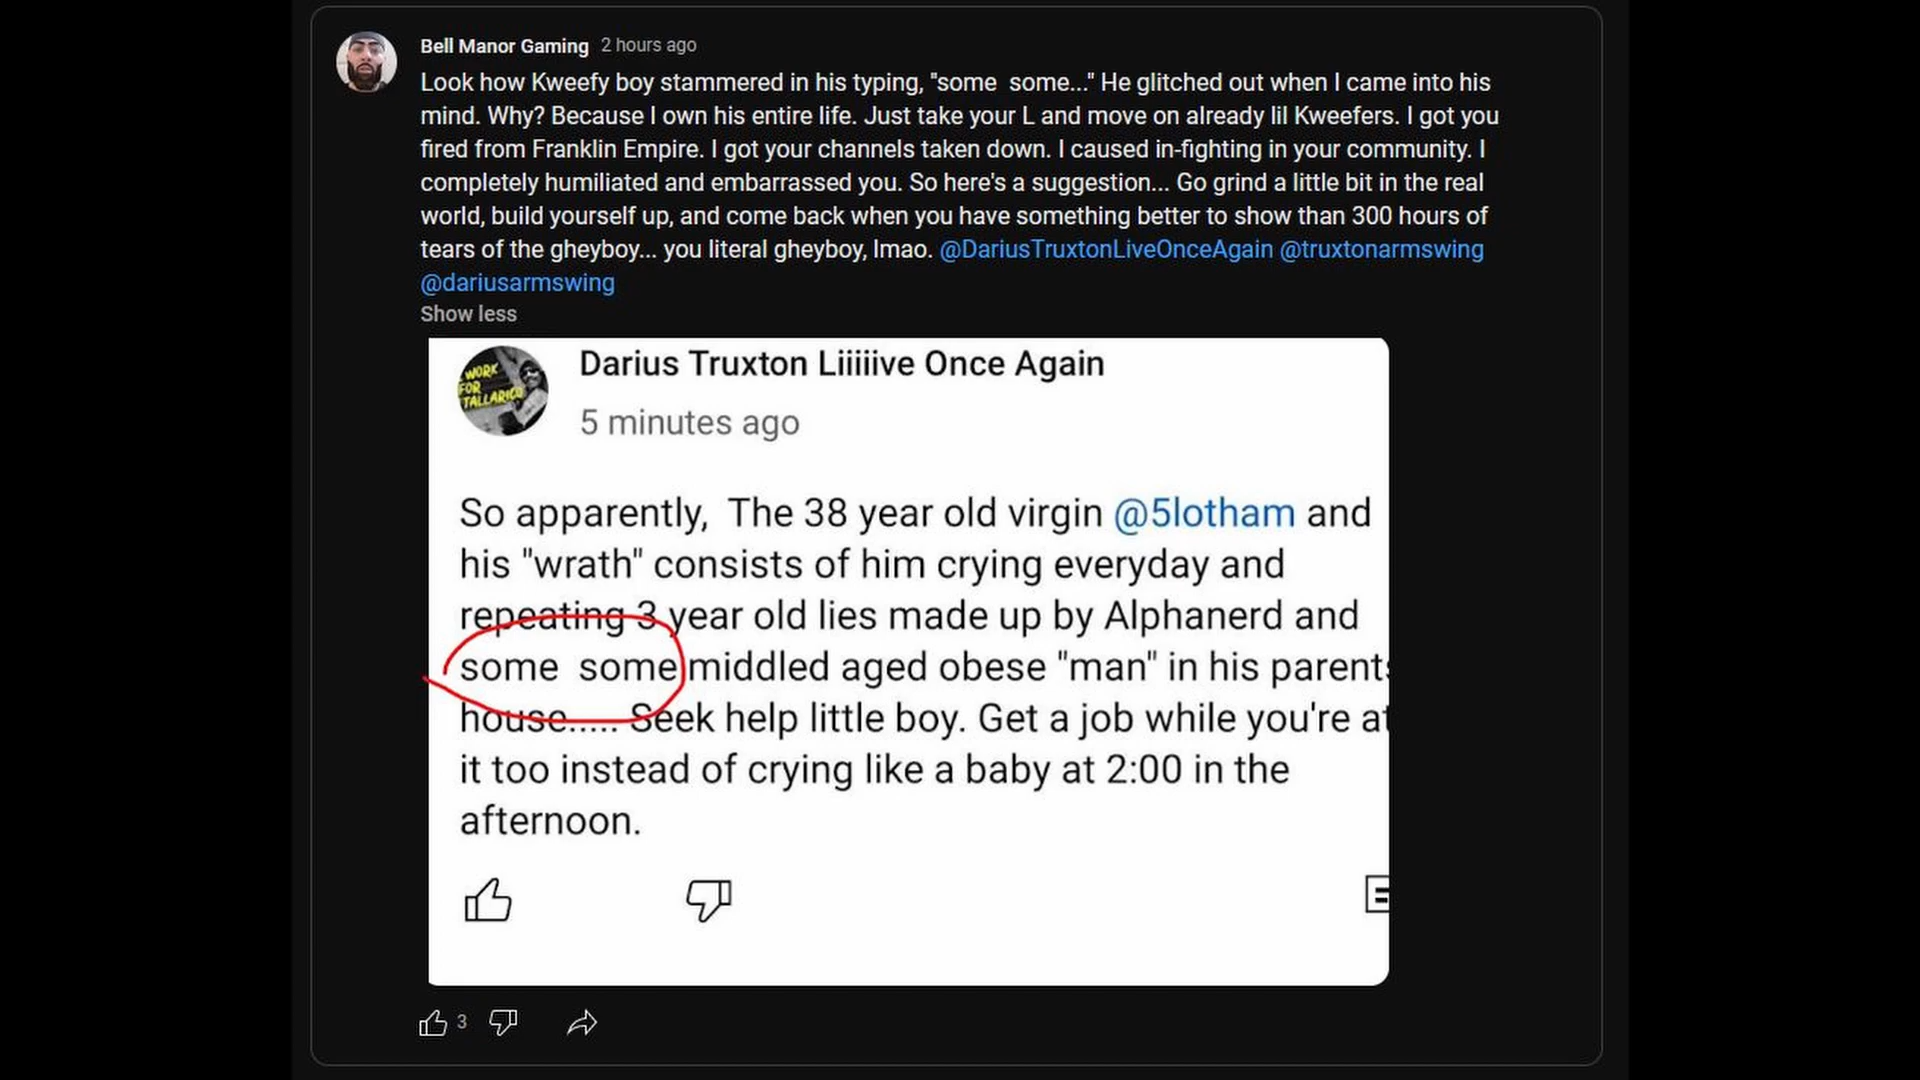 Bell Manor Gaming 2 hours ago
Look how Kweefy boy stammered in his typing, "some  some..." He glitched out when I came into his
mind. Why? Because I own his entire life. Just take your L and move on already lil Kweefers. I got you
fired from Franklin Empire. I got your channels taken down. I caused in-fighting in your community. I
completely humiliated and embarrassed you. So here's a suggestion... Go grind a little bit in the real
world, build yourself up, and come back when you have something better to show than 300 hours of
tears of the gheyboy... you literal gheyboy, lmao. @DariusTruxtonLiveOnceAgain @truxtonarmswing
@dariusarmswing
Show less
WORK
FOR
TALLARICO
Darius Truxton Liiiiive Once Again
5 minutes ago
So apparently,  The 38 year old virgin @5lotham and
his "wrath" consists of him crying everyday and
repeating 3 year old lies made up by Alphanerd and
some  some middled aged obese "man" in his parents
house..... Seek help little boy. Get a job while you're at
it too instead of crying like a baby at 2:00 in the
afternoon.
3